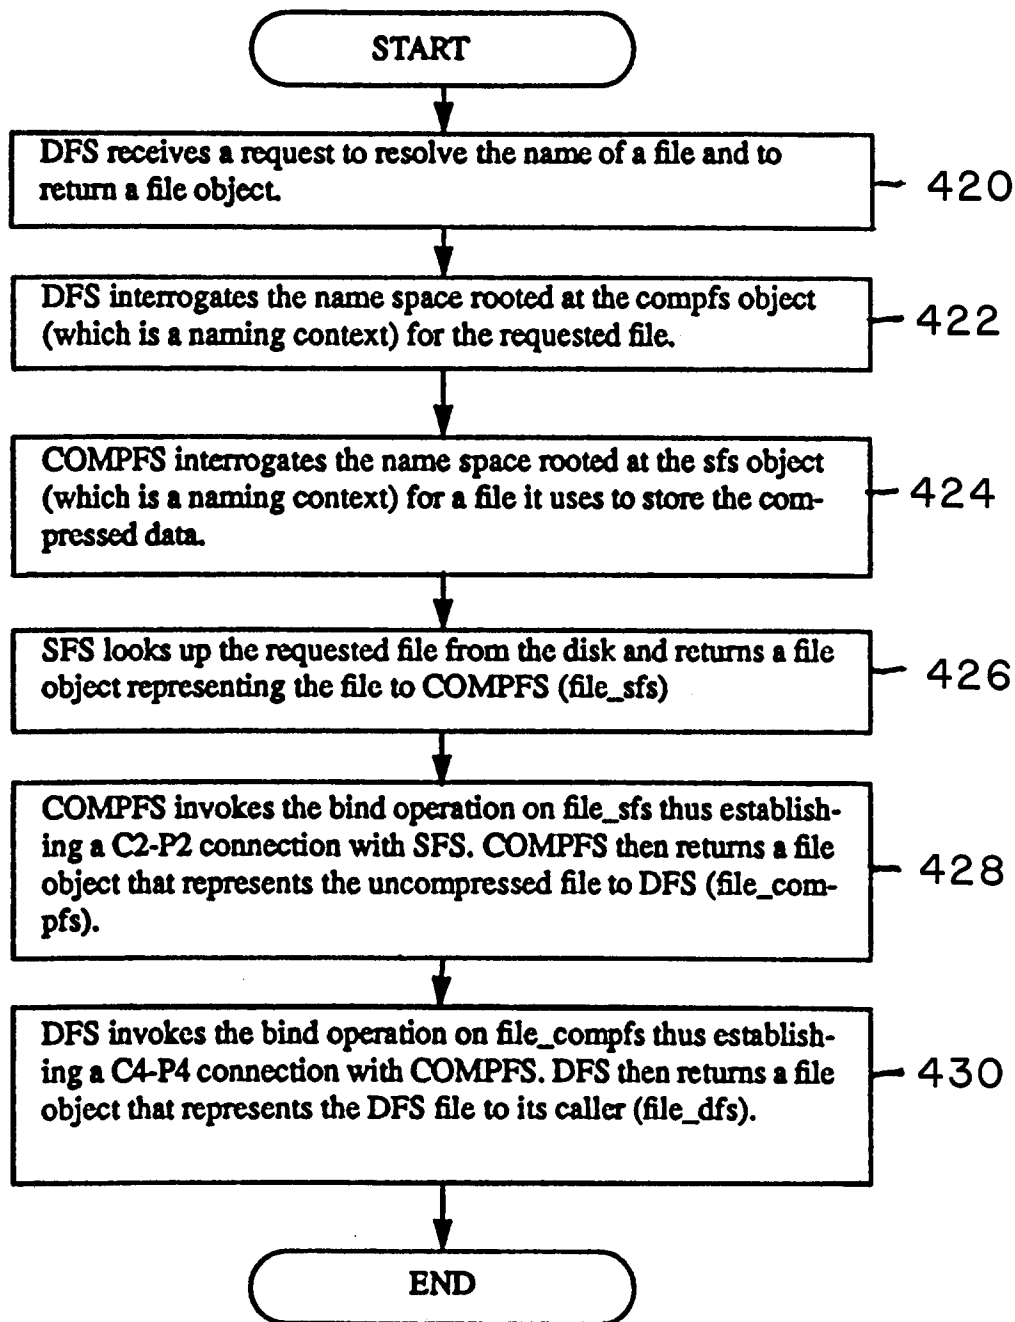 START
DFS receives a request to resolve the name of a file and to
return a file object.
420
DFS interrogates the name space rooted at the compfs object
(which is a naming context) for the requested file.
422
COMPFS interrogates the name space rooted at the sfs object
(which is a naming context) for a file it uses to store the com-
pressed data.
424
SFS looks up the requested file from the disk and returns a file
object representing the file to COMPFS (file_sfs)
426
COMPFS invokes the bind operation on file_sfs thus establish-
ing a C2-P2 connection with SFS. COMPFS then returns a file
object that represents the uncompressed file to DFS (file_com-
pfs).
428
DFS invokes the bind operation on file_compfs thus establish-
ing a C4-P4 connection with COMPFS. DFS then returns a file
object that represents the DFS file to its caller (file_dfs).
430
END